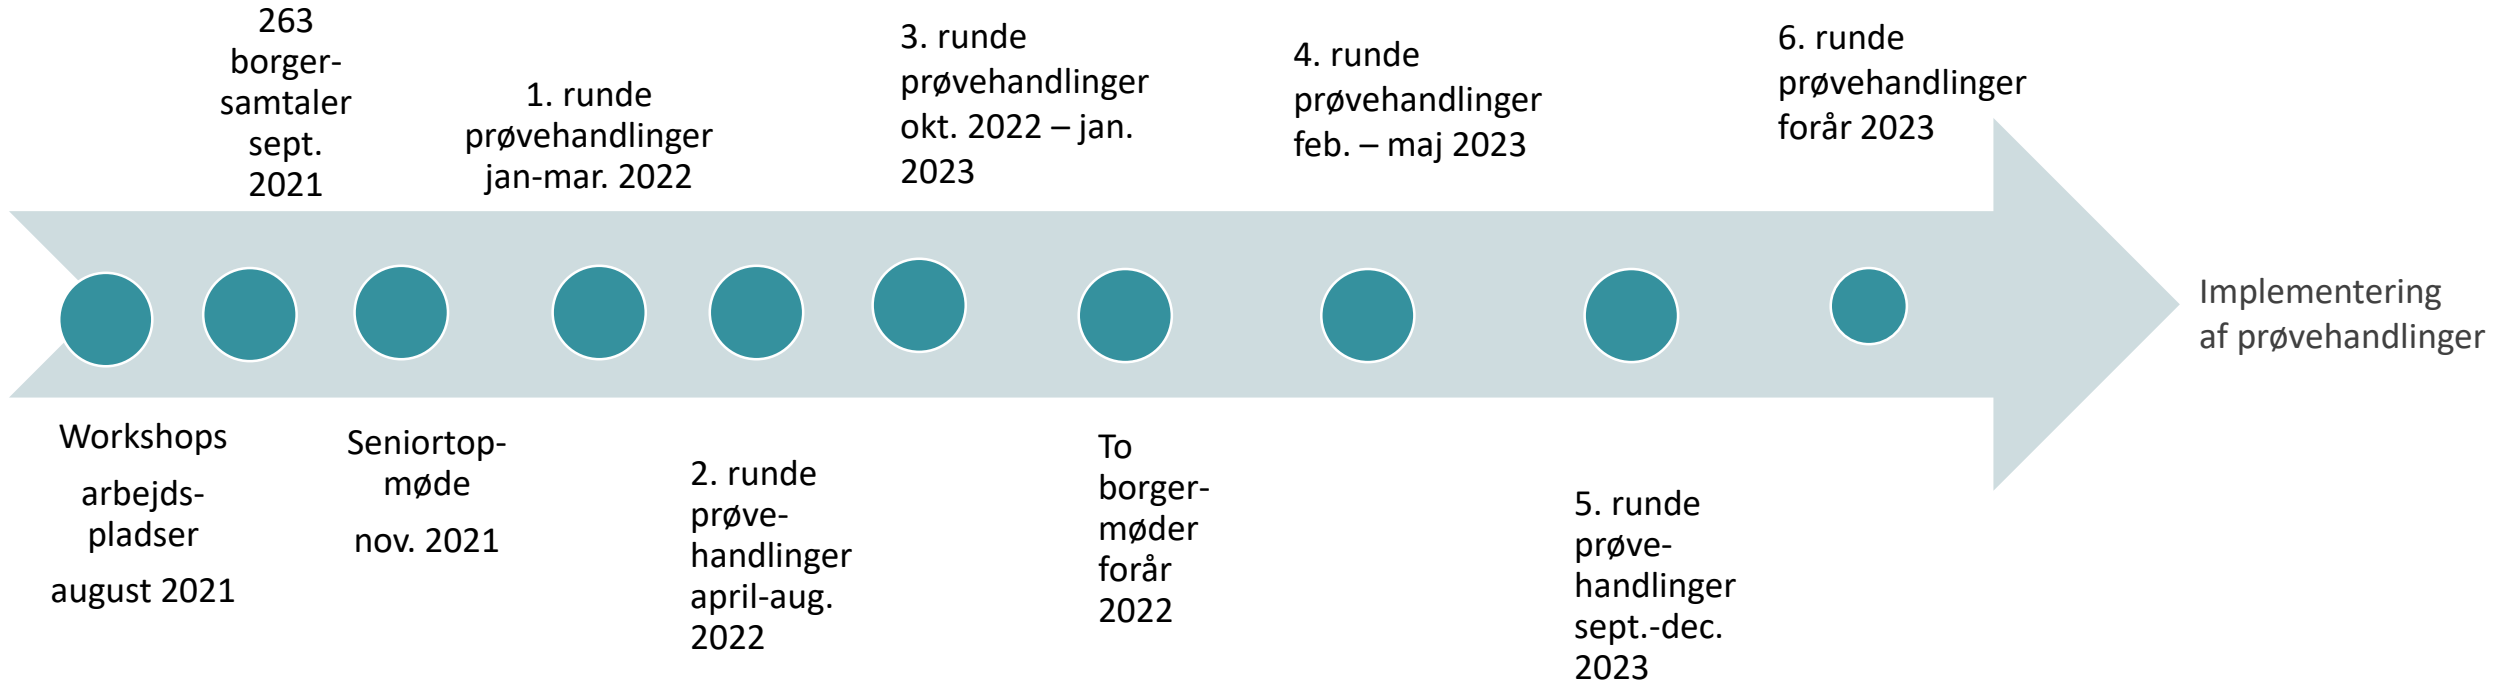 263
borger-
samtaler
sept.
2021
1. runde
prøvehandlinger
jan-mar. 2022
3. runde
prøvehandlinger
okt. 2022 – jan.
2023
4. runde
prøvehandlinger
feb. – maj 2023
6. runde
prøvehandlinger
forår 2023
Implementering
af prøvehandlinger
Workshops
arbejds-
pladser
august 2021
Seniortop-
møde
nov. 2021
2. runde
prøve-
handlinger
april-aug.
2022
To
borger-
møder
forår
2022
5. runde
prøve-
handlinger
sept.-dec.
2023